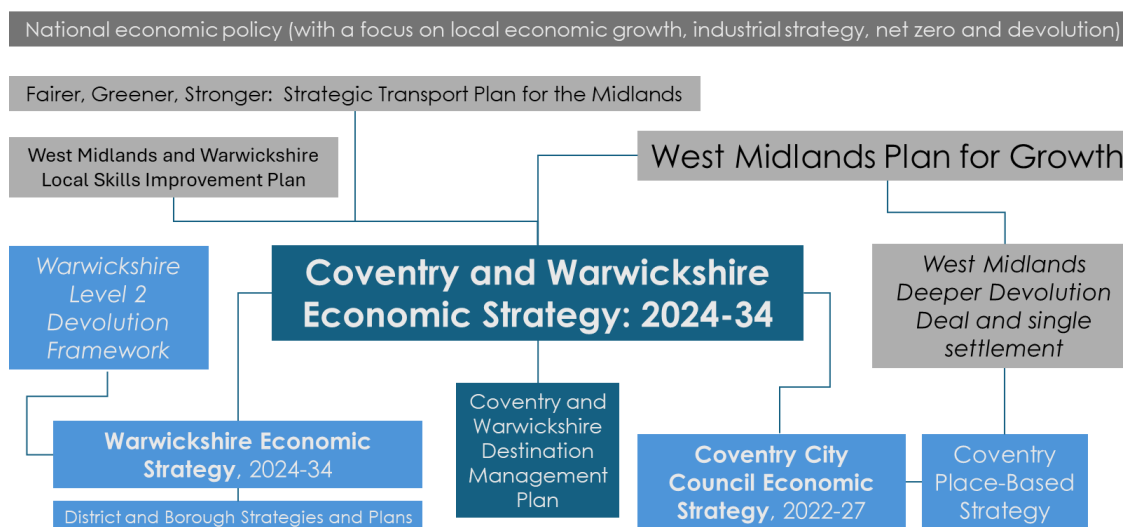 National economic policy (with a focus on local economic growth, industrial strategy, net zero and devolution)
Fairer, Greener, Stronger: Strategic Transport Plan for the Midlands
West Midlands and Warwickshire
Local Skills Improvement Plan
West Midlands Plan for Growth
Warwickshire
Level 2
Devolution
Framework
Coventry and Warwickshire
Economic Strategy: 2024-34
West Midlands
Deeper Devolution
Deal and single
settlement
Warwickshire Economic
Strategy, 2024-34
District and Borough Strategies and Plans
Coventry and
Warwickshire
Destination
Management
Plan
Coventry City
Council Economic
Strategy, 2022-27
Coventry
Place-Based
Strategy